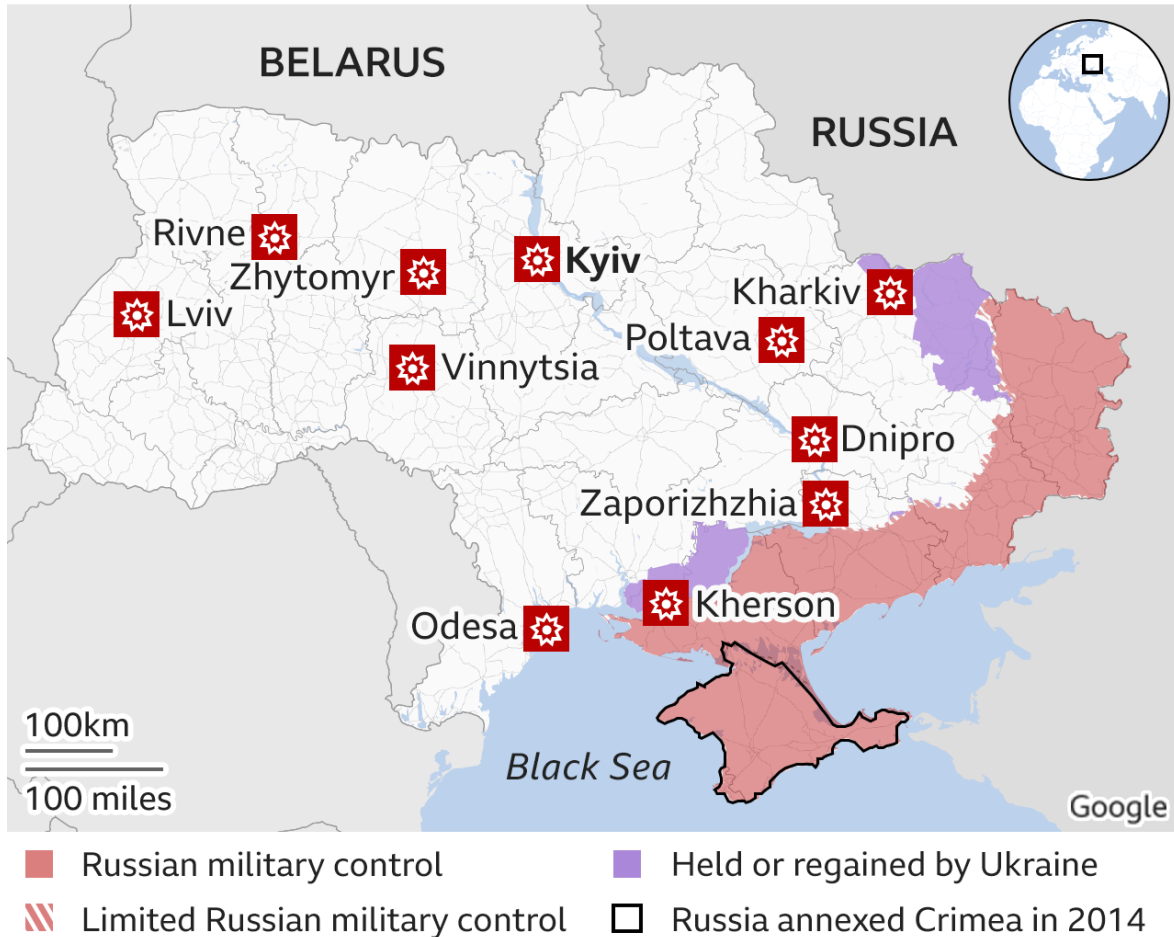 BELARUS
RUSSIA
Rivne
Zhytomyr
Kyiv
Lviv
Kharkiv
Poltava
Vinnytsia
Dnipro
Zaporizhzhia
Kherson
Odesa
100km
100 miles
Black Sea
Google
Russian military control
Held or regained by Ukraine
Limited Russian military control
Russia annexed Crimea in 2014